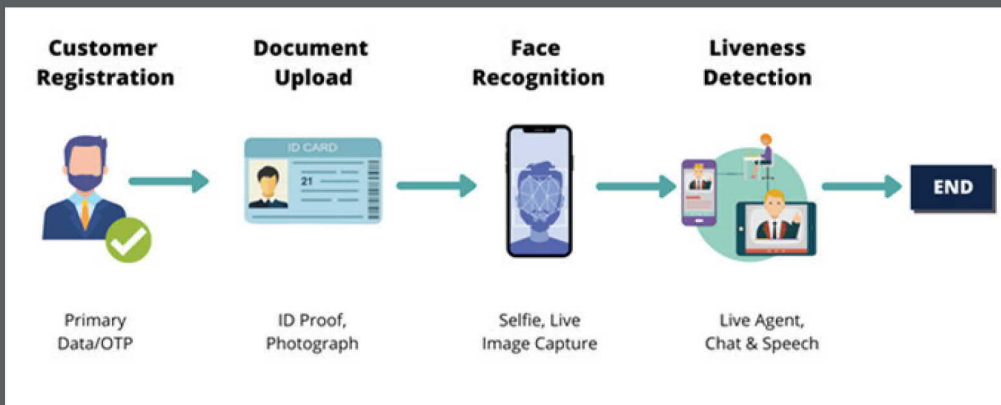 Customer
Registration
Document
Upload
Face
Recognition
Liveness
Detection
ID CARD
21
END
Primary
Data/OTP
ID Proof,
Photograph
Selfie, Live
Image Capture
Live Agent,
Chat & Speech